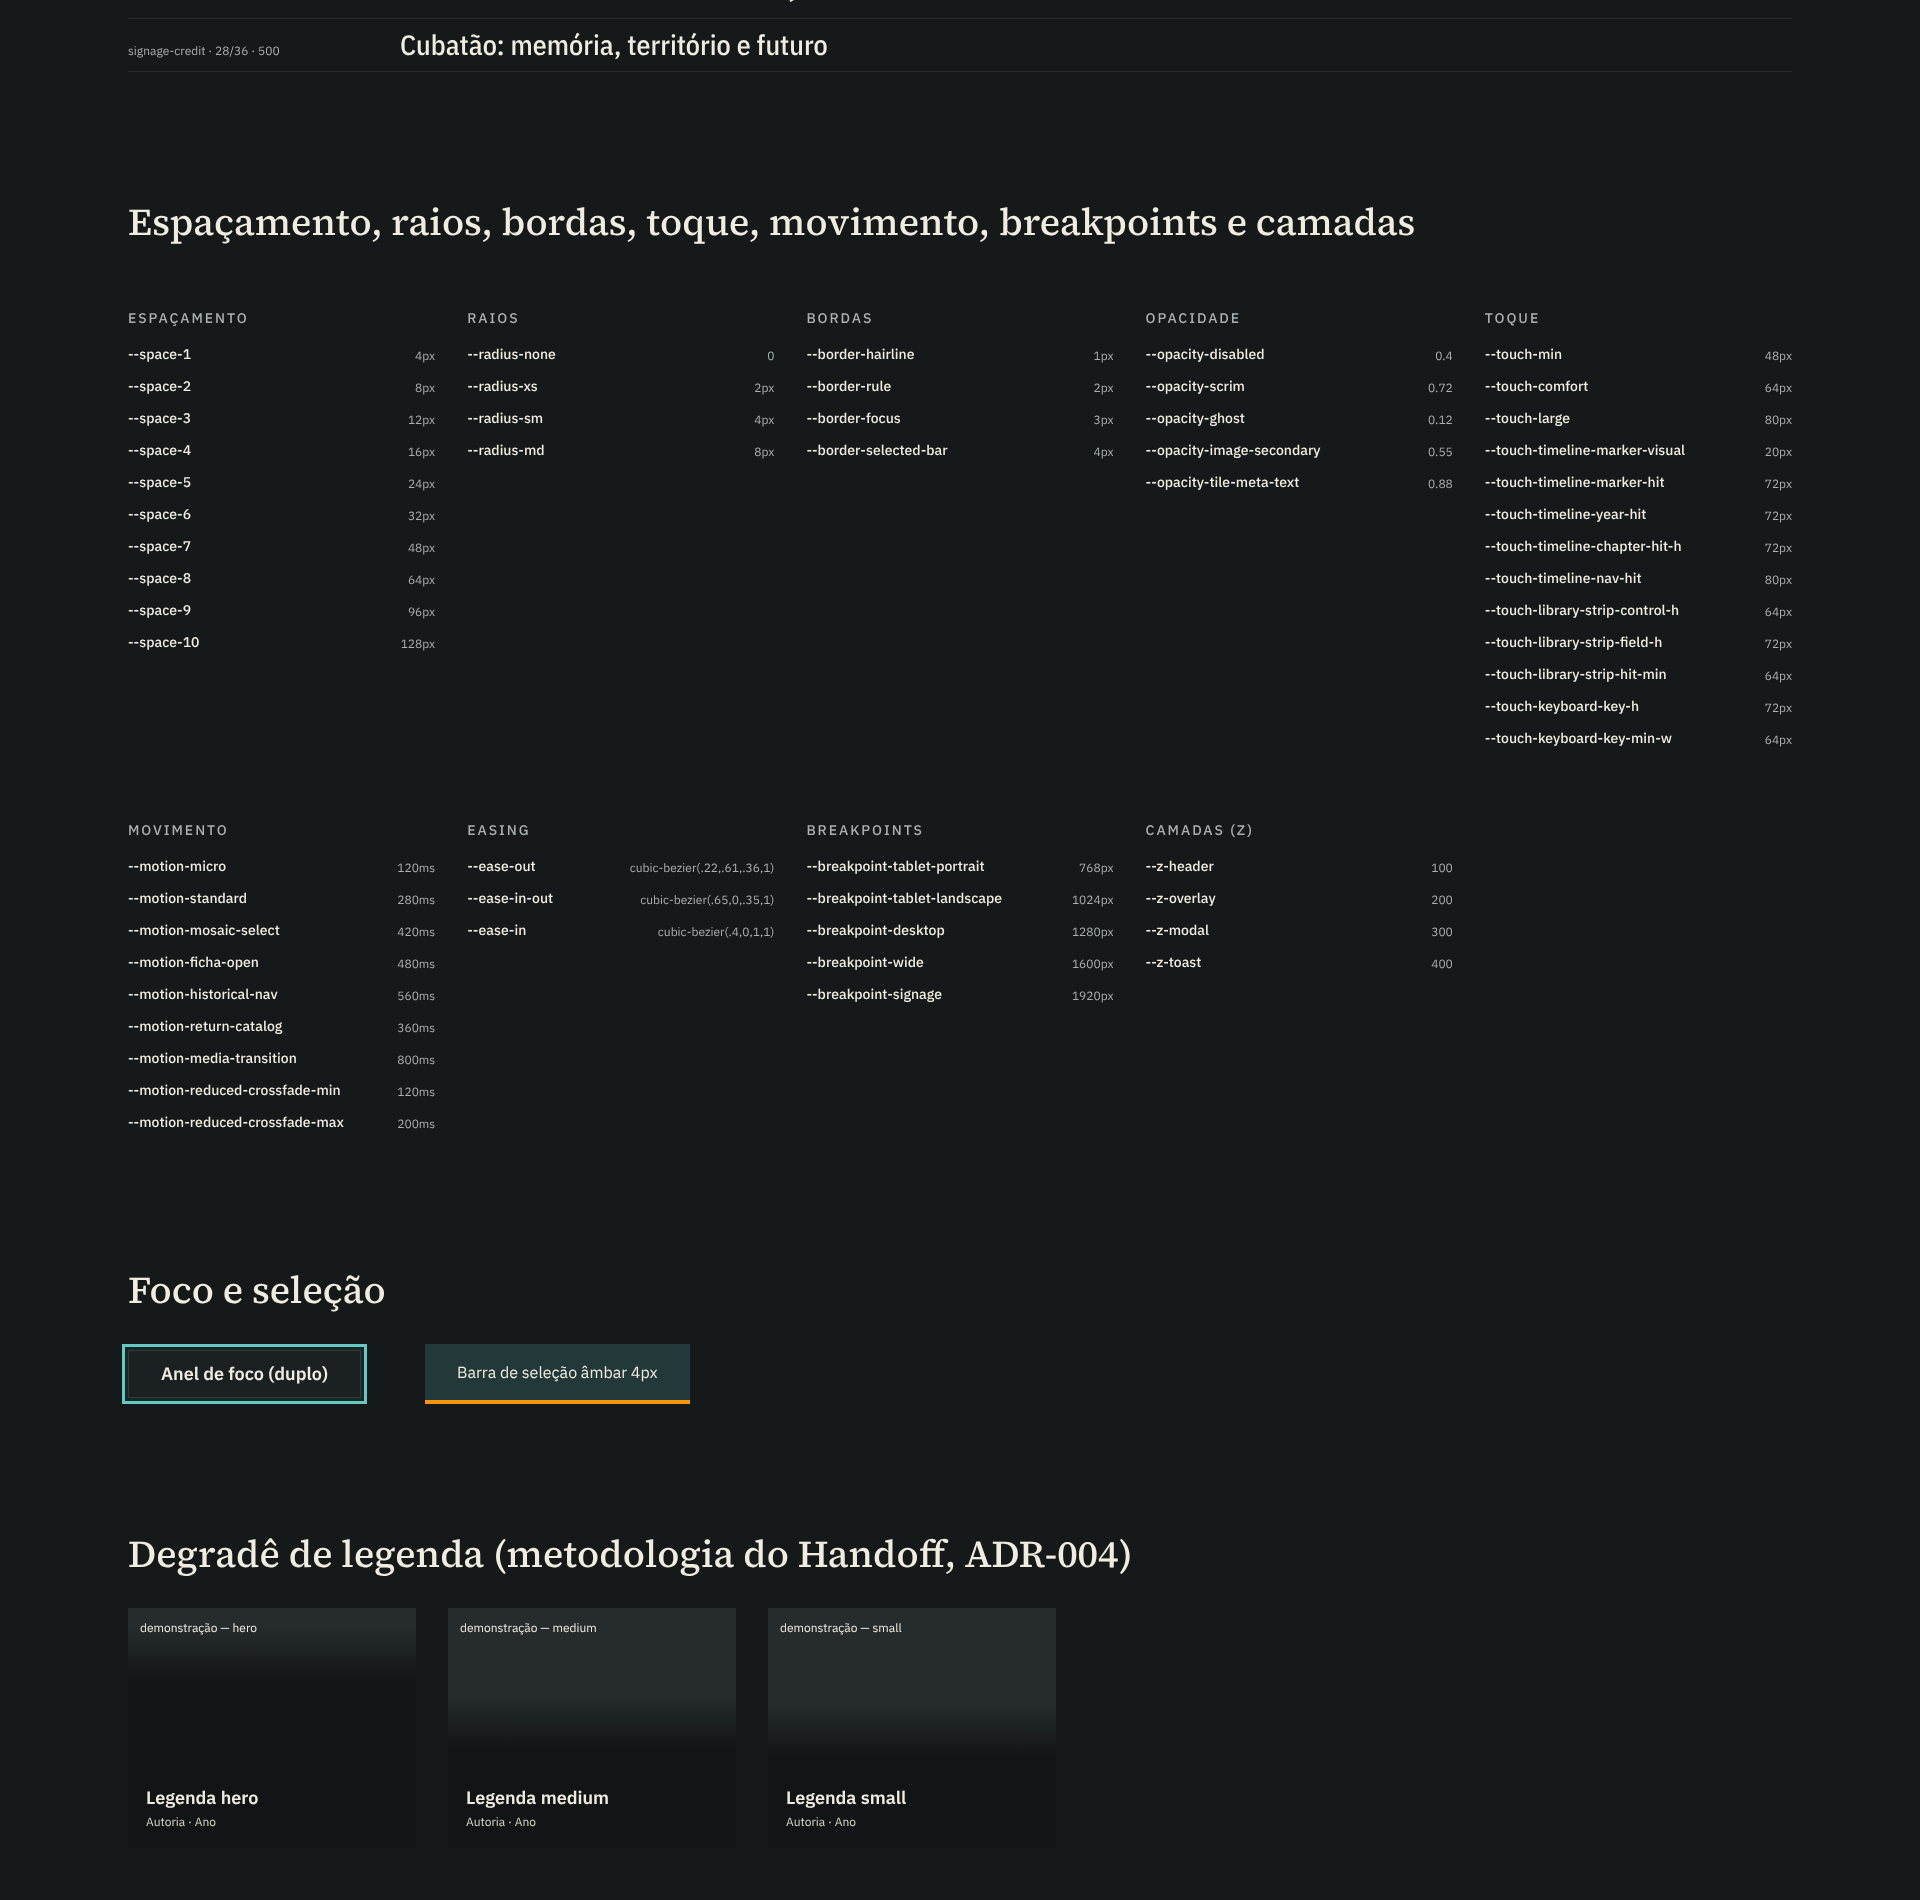 signage-credit · 28/36 · 500
Cubatão: memória, território e futuro
Espaçamento, raios, bordas, toque, movimento, breakpoints e camadas
ESPAÇAMENTO
--space-1 4px
--space-2 8px
--space-3 12px
--space-4 16px
--space-5 24px
--space-6 32px
--space-7 48px
--space-8 64px
--space-9 96px
--space-10 128px
RAIOS
--radius-none 0
--radius-xs 2px
--radius-sm 4px
--radius-md 8px
BORDAS
--border-hairline 1px
--border-rule 2px
--border-focus 3px
--border-selected-bar 4px
OPACIDADE
--opacity-disabled 0.4
--opacity-scrim 0.72
--opacity-ghost 0.12
--opacity-image-secondary 0.55
--opacity-tile-meta-text 0.88
TOQUE
--touch-min 48px
--touch-comfort 64px
--touch-large 80px
--touch-timeline-marker-visual 20px
--touch-timeline-marker-hit 72px
--touch-timeline-year-hit 72px
--touch-timeline-chapter-hit-h 72px
--touch-timeline-nav-hit 80px
--touch-library-strip-control-h 64px
--touch-library-strip-field-h 72px
--touch-library-strip-hit-min 64px
--touch-keyboard-key-h 72px
--touch-keyboard-key-min-w 64px
MOVIMENTO
--motion-micro 120ms
--motion-standard 280ms
--motion-mosaic-select 420ms
--motion-ficha-open 480ms
--motion-historical-nav 560ms
--motion-return-catalog 360ms
--motion-media-transition 800ms
--motion-reduced-crossfade-min 120ms
--motion-reduced-crossfade-max 200ms
EASING
--ease-out cubic-bezier(.22,.61,.36,1)
--ease-in-out cubic-bezier(.65,0,.35,1)
--ease-in cubic-bezier(.4,0,1,1)
BREAKPOINTS
--breakpoint-tablet-portrait 768px
--breakpoint-tablet-landscape 1024px
--breakpoint-desktop 1280px
--breakpoint-wide 1600px
--breakpoint-signage 1920px
CAMADAS (Z)
--z-header 100
--z-overlay 200
--z-modal 300
--z-toast 400
Foco e seleção
Anel de foco (duplo)
Barra de seleção âmbar 4px
Degradê de legenda (metodologia do Handoff, ADR-004)
demonstração — hero
Legenda hero
Autoria · Ano
demonstração — medium
Legenda medium
Autoria · Ano
demonstração — small
Legenda small
Autoria · Ano